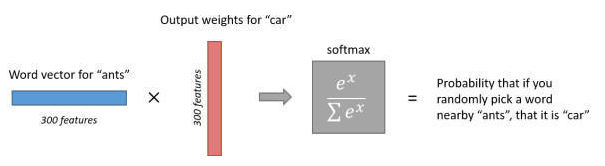 Output weights for “car”
softmax
Word vector for “ants”
300 features
×
300 features
e^x
∑ e^x
=
Probability that if you
randomly pick a word
nearby “ants”, that it is “car”